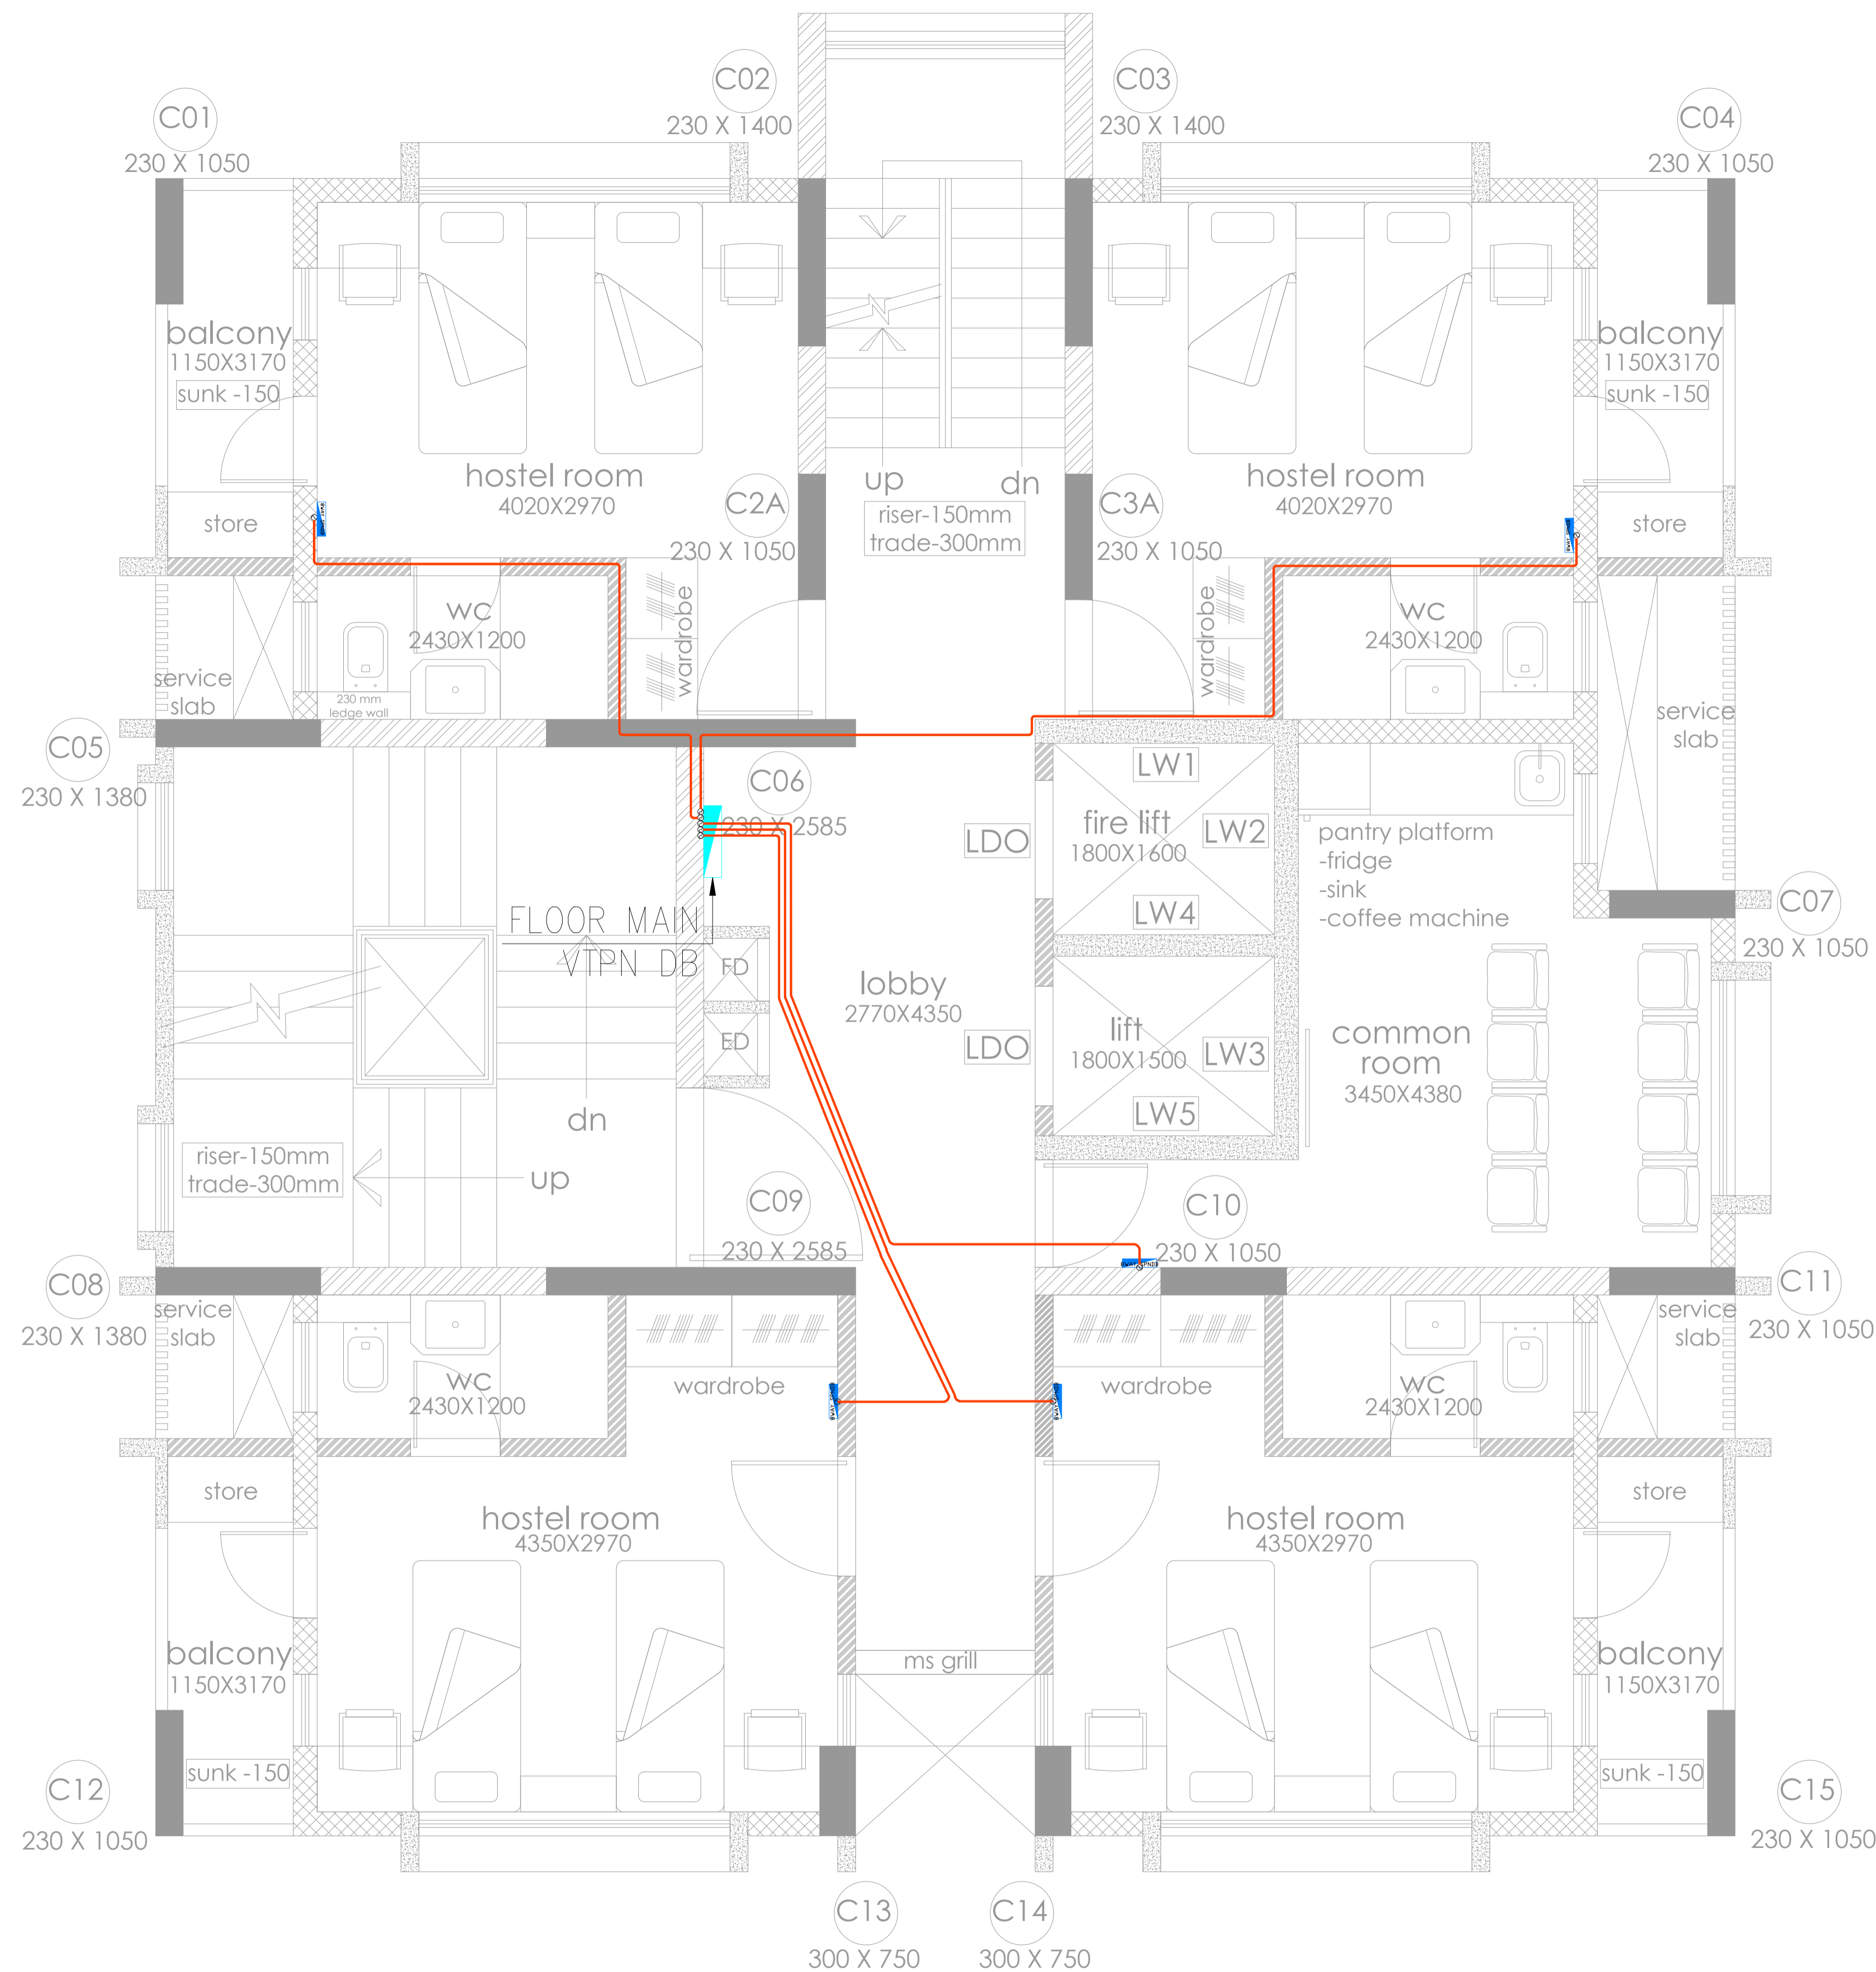 C01
230 X 1050
C02
230 X 1400
C03
230 X 1400
C04
230 X 1050
balcony
1150X3170
sunk -150
store
hostel room
4020X2970
C2A
230 X 1050
up
dn
riser-150mm
trade-300mm
C3A
230 X 1050
hostel room
4020X2970
balcony
1150X3170
sunk -150
store
service
slab
WC
2430X1200
230 mm
ledge wall
wardrobe
wardrobe
WC
2430X1200
service
slab
C05
230 X 1380
C06
230 X 2585
FLOOR MAIN
VTPN DB
FD
ED
LDO
LW1
fire lift
1800X1600
LW2
LW4
pantry platform
-fridge
-sink
-coffee machine
C07
230 X 1050
lobby
2770X4350
LDO
lift
1800X1500
LW3
LW5
common
room
3450X4380
dn
riser-150mm
trade-300mm
up
C08
230 X 1380
C09
230 X 2585
C10
230 X 1050
8WAY SPNDB
C11
230 X 1050
service
slab
WC
2430X1200
wardrobe
8WAY SPNDB
wardrobe
8WAY SPNDB
WC
2430X1200
service
slab
store
hostel room
4350X2970
hostel room
4350X2970
store
balcony
1150X3170
ms grill
balcony
1150X3170
sunk -150
sunk -150
C12
230 X 1050
C13
300 X 750
C14
300 X 750
C15
230 X 1050